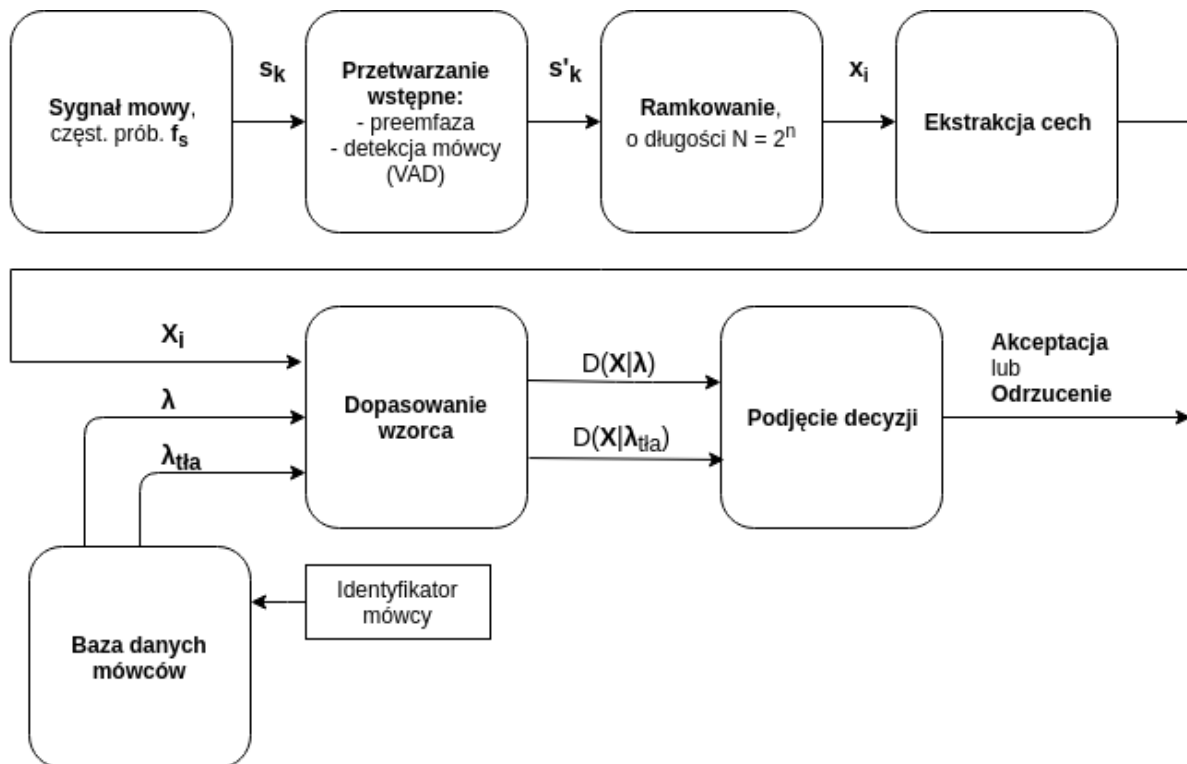 Sygnał mowy,
częst. prób. fs
sk
Przetwarzanie
wstępne:
- preemfaza
- detekcja mówcy
(VAD)
s'k
Ramkowanie,
o długości N = 2^n
xi
Ekstrakcja cech
Xi
λ
λtła
Dopasowanie
wzorca
D(X|λ)
D(X|λtła)
Podjęcie decyzji
Akceptacja
lub
Odrzucenie
Baza danych
mówców
Identyfikator
mówcy